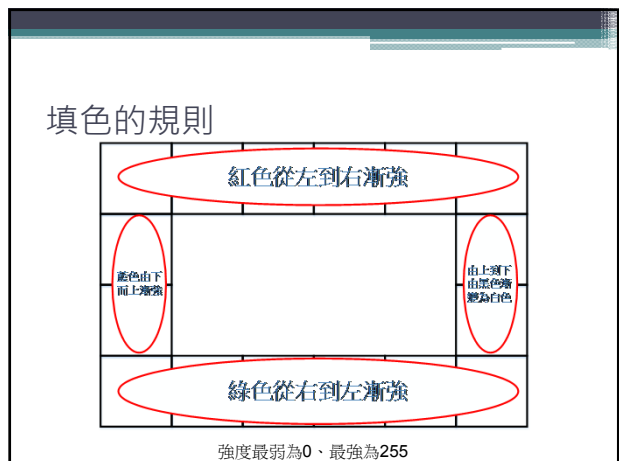 填色的規則
紅色從左到右漸強
藍色由下
而上漸強
由上到下
由黑色漸
變為白色
綠色從右到左漸強
強度最弱為0、最強為255